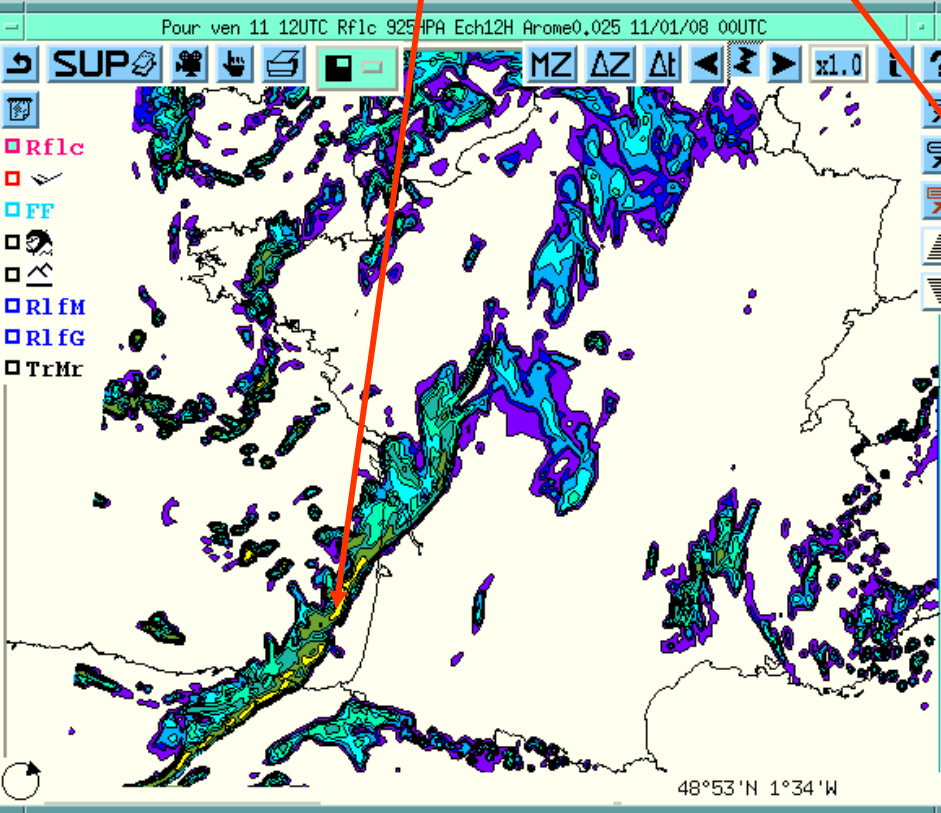 Pour ven 11 12UTC Rflc 925HPA Ech12H Arome0.025 11/01/08 00UTC
SUP MZ ΔZ Δt x1.0 i ?
Rflc
FF
RlfM
RlfG
TrMr
48°53'N 1°34'W